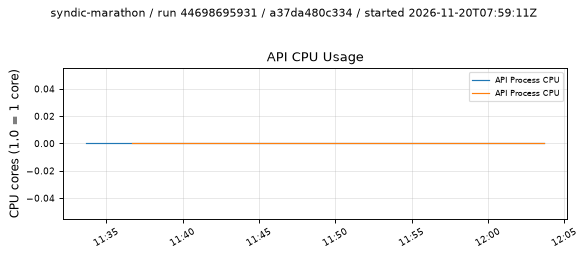 syndic-marathon / run 44698695931 / a37da480c334 / started 2026-11-20T07:59:11Z
API CPU Usage
API Process CPU
API Process CPU
CPU cores (1.0 = 1 core)
0.04
0.02
0.00
−0.02
−0.04
11:35
11:40
11:45
11:50
11:55
12:00
12:05